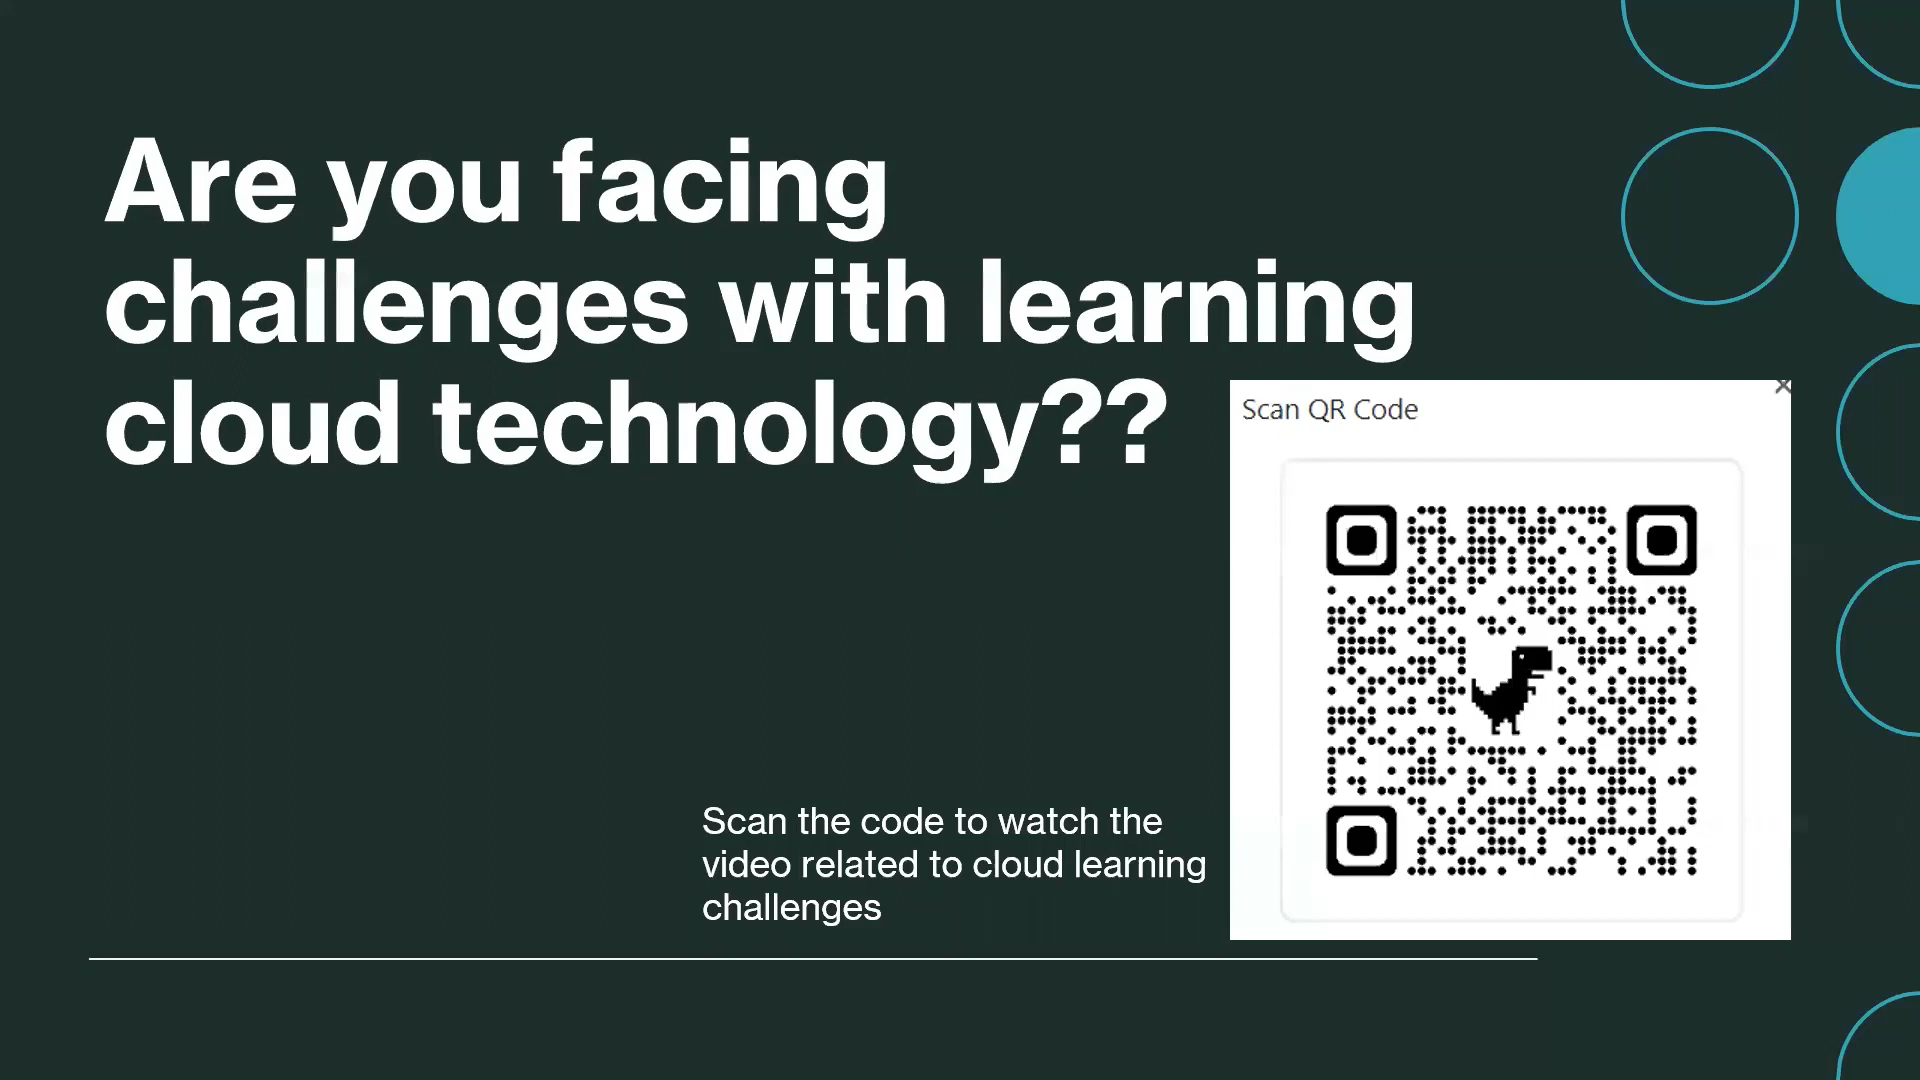 Are you facing
challenges with learning
cloud technology??
Scan QR Code
Scan the code to watch the
video related to cloud learning
challenges